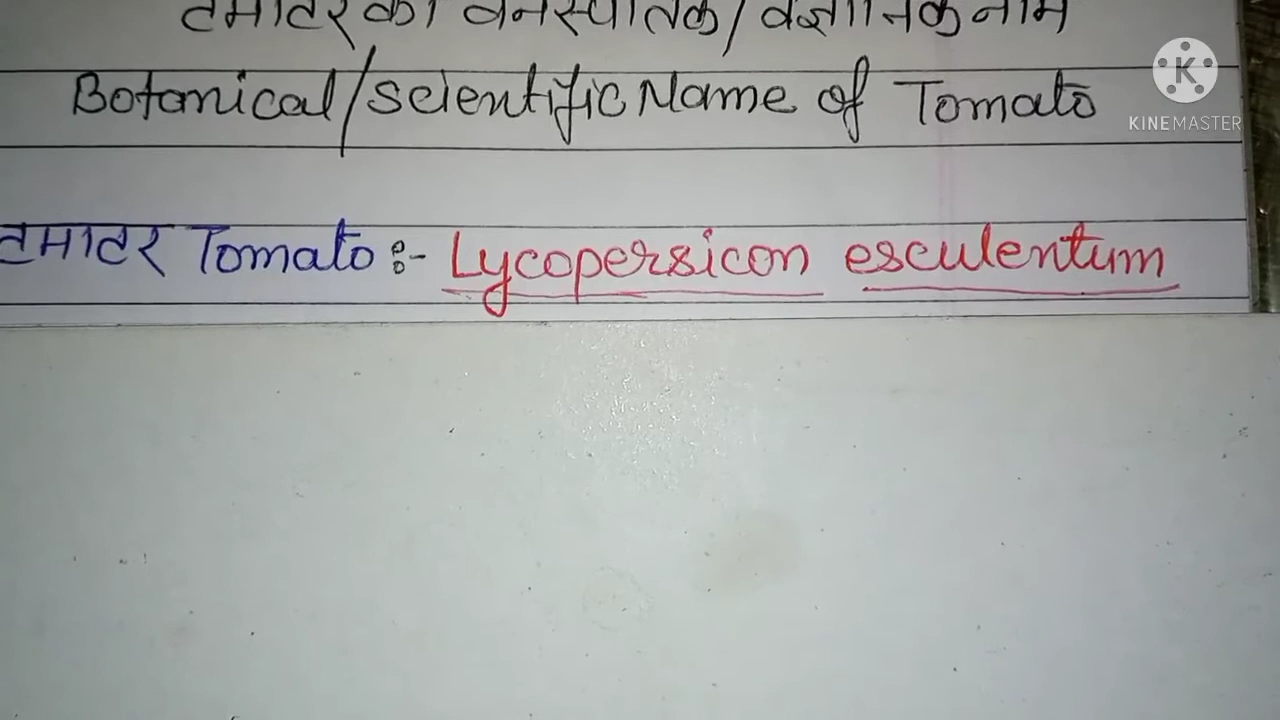 टमाटर का वनस्पतिक/वैज्ञानिक नाम
Botanical/Scientific Name of Tomato
K
KINEMASTER
टमाटर Tomato :- Lycopersicon esculentum